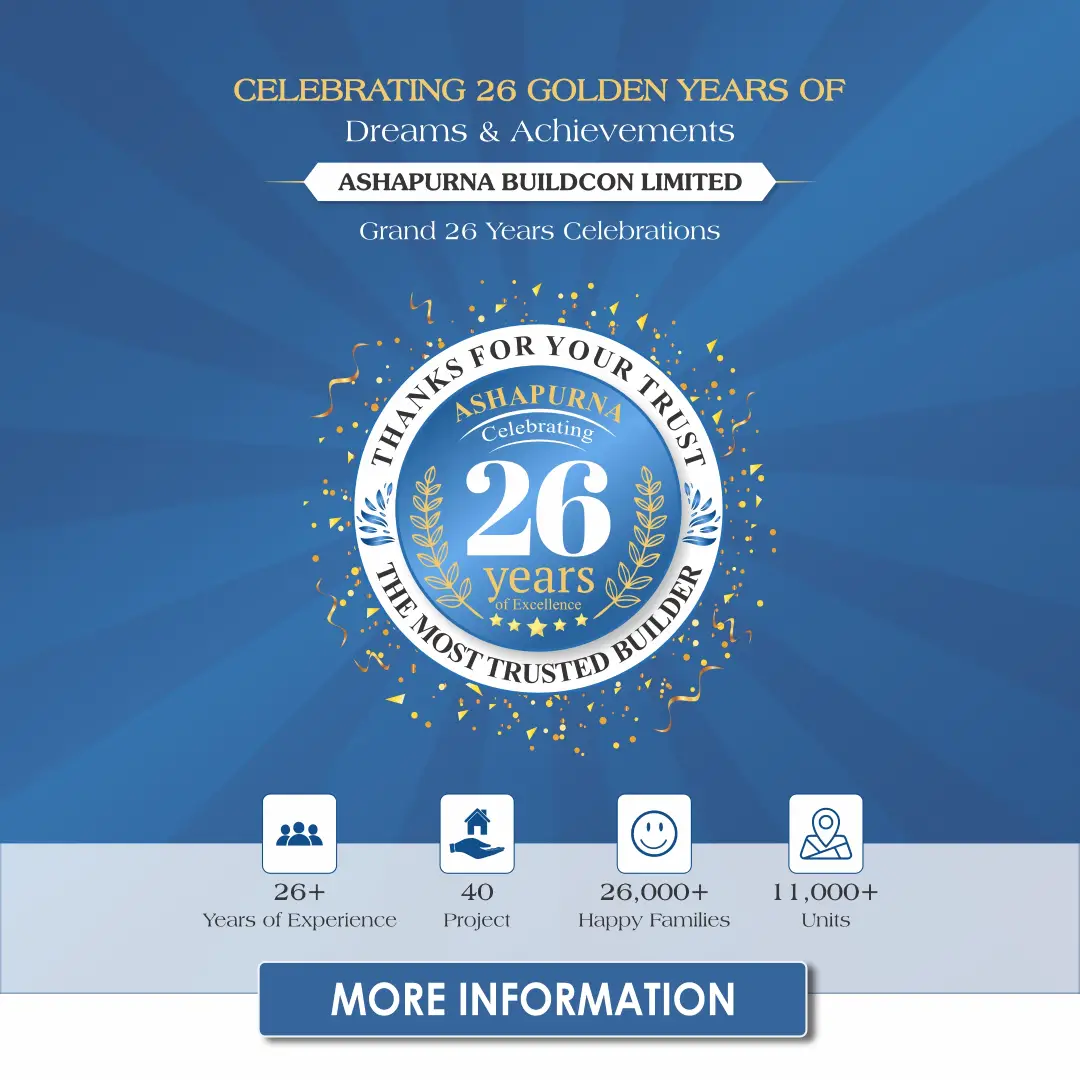 CELEBRATING 26 GOLDEN YEARS OF
Dreams & Achievements
ASHAPURNA BUILDCON LIMITED
Grand 26 Years Celebrations
THANKS FOR YOUR TRUST
ASHAPURNA
Celebrating
26
years
of Excellence
THE MOST TRUSTED BUILDER
26+
Years of Experience
40
Project
26,000+
Happy Families
11,000+
Units
MORE INFORMATION